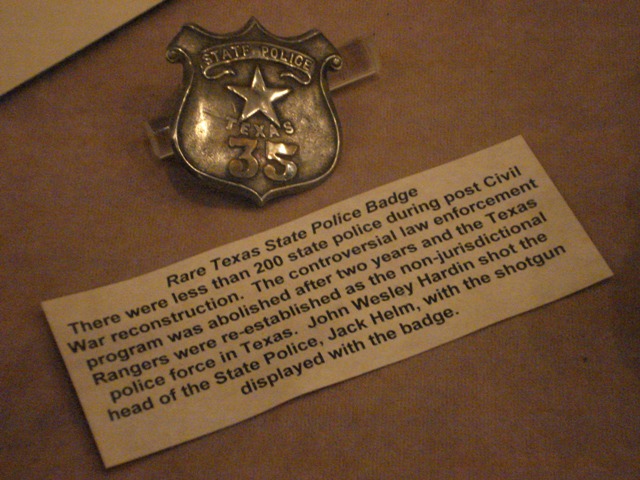 STATE POLICE
TEXAS
35
Rare Texas State Police Badge
There were less than 200 state police during post Civil
War reconstruction. The controversial law enforcement
program was abolished after two years and the Texas
Rangers were re-established as the non-jurisdictional
police force in Texas. John Wesley Hardin shot the
head of the State Police, Jack Helm, with the shotgun
displayed with the badge.